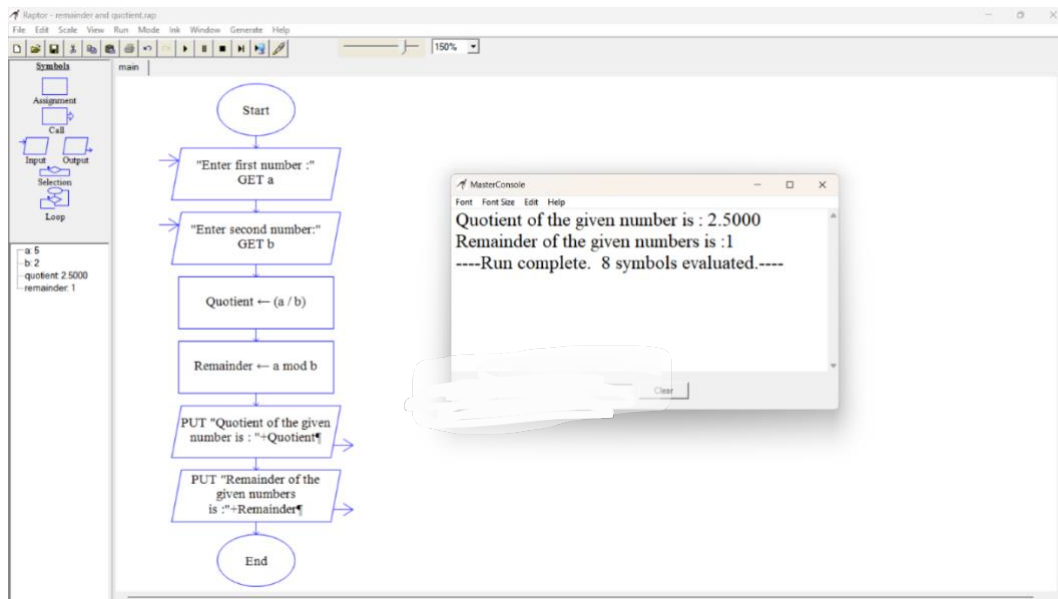 Raptor - remainder and quotient.rap
File Edit Scale View Run Mode Ink Window Generate Help
150%
Symbols
Assignment
Call
Input Output
Selection
Loop
a: 5
b: 2
quotient: 2.5000
remainder: 1
main
Start
"Enter first number :"
GET a
"Enter second number:"
GET b
Quotient ← (a / b)
Remainder ← a mod b
PUT "Quotient of the given
number is : "+Quotient¶
PUT "Remainder of the
given numbers
is :"+Remainder¶
End
MasterConsole
Font Font Size Edit Help
Quotient of the given number is : 2.5000
Remainder of the given numbers is :1
----Run complete. 8 symbols evaluated.----
Clear